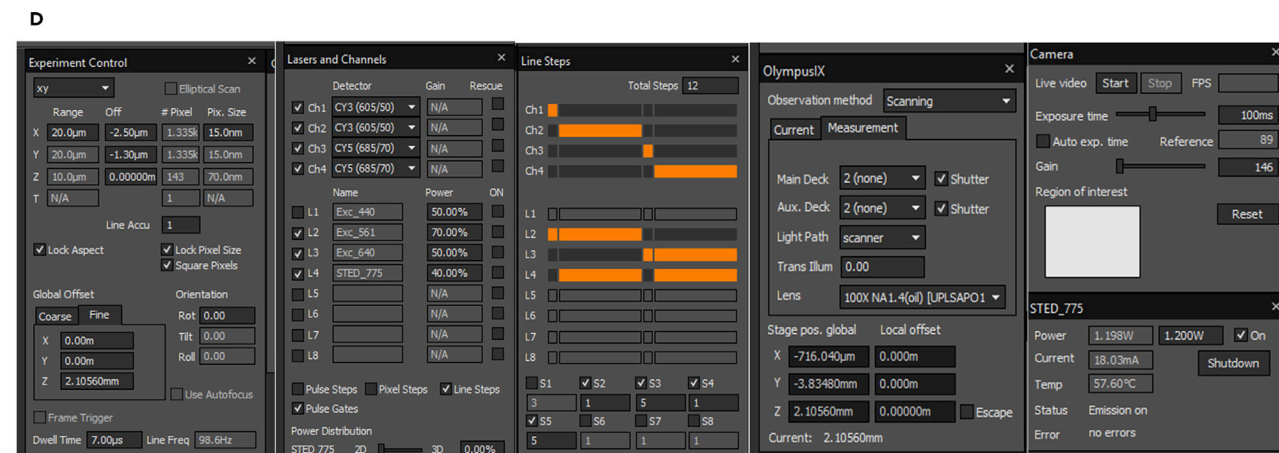 D
Experiment Control ×
xy
Elliptical Scan
Range Off # Pixel Pix. Size
X 20.0µm -2.50µm 1.335k 15.0nm
Y 20.0µm -1.30µm 1.335k 15.0nm
Z 10.0µm 0.00000m 143 70.0nm
T N/A 1 N/A
Line Accu 1
Lock Aspect Lock Pixel Size
Square Pixels
Global Offset Orientation
Coarse Fine Rot 0.00
X 0.00m Tilt 0.00
Y 0.00m Roll 0.00
Z 2.10560mm
Use Autofocus
Frame Trigger
Dwell Time 7.00µs Line Freq 98.6Hz
Lasers and Channels ×
Detector Gain Rescue
Ch1 CY3 (605/50) N/A
Ch2 CY3 (605/50) N/A
Ch3 CY5 (685/70) N/A
Ch4 CY5 (685/70) N/A
Name Power ON
L1 Exc_440 50.00%
L2 Exc_561 70.00%
L3 Exc_640 50.00%
L4 STED_775 40.00%
L5 N/A
L6 N/A
L7 N/A
L8 N/A
Pulse Steps Pixel Steps Line Steps
Pulse Gates
Power Distribution
STED 775 2D 3D 0.00%
Line Steps ×
Total Steps 12
Ch1
Ch2
Ch3
Ch4
L1
L2
L3
L4
L5
L6
L7
L8
S1 S2 S3 S4
3 1 5 1
S5 S6 S7 S8
5 1 1 1
OlympusIX ×
Observation method Scanning
Current Measurement
Main Deck 2 (none) Shutter
Aux. Deck 2 (none) Shutter
Light Path scanner
Trans Illum 0.00
Lens 100X NA1.4(oil) [UPLSAPO1
Stage pos. global Local offset
X -716.040µm 0.000m
Y -3.83480mm 0.000m
Z 2.10560mm 0.00000m Escape
Current: 2.10560mm
Camera ×
Live video Start Stop FPS
Exposure time 100ms
Auto exp. time Reference 89
Gain 146
Region of interest
Reset
STED_775 ×
Power 1.198W 1.200W On
Current 18.03mA Shutdown
Temp 57.60°C
Status Emission on
Error no errors